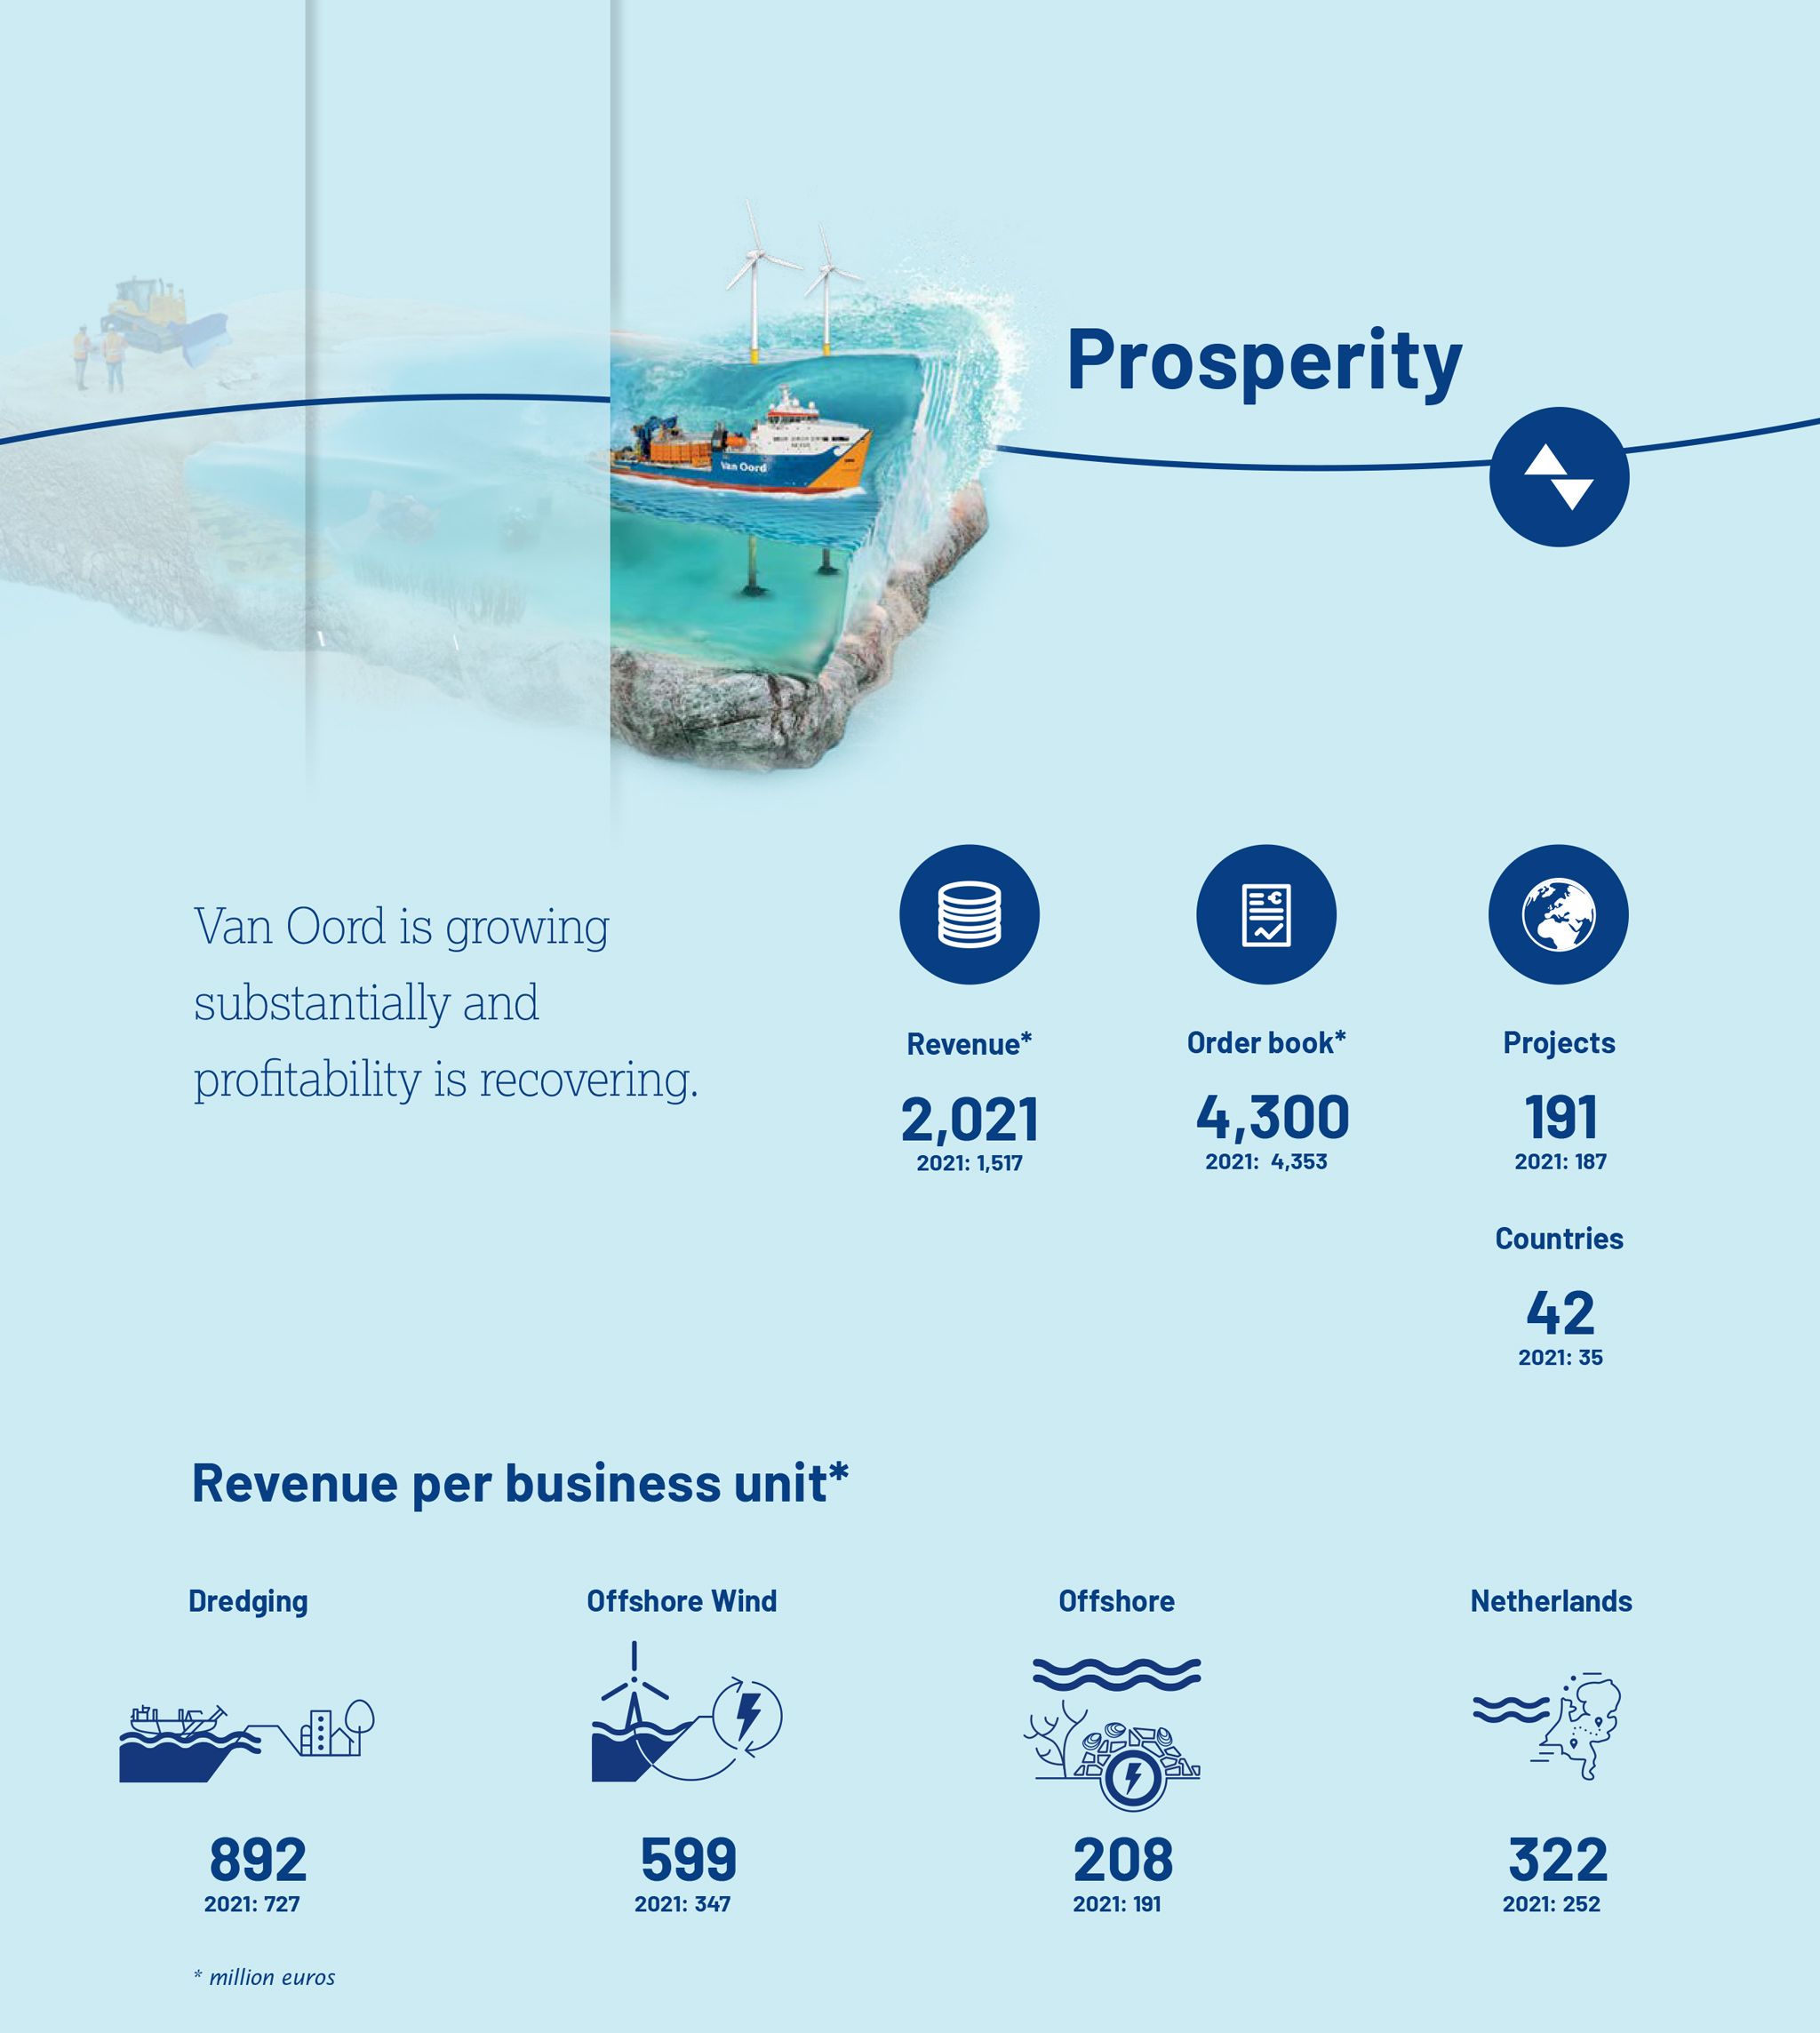 Prosperity
Van Oord
Van Oord is growing
substantially and
profitability is recovering.
Revenue*
2,021
2021: 1,517
Order book*
4,300
2021: 4,353
Projects
191
2021: 187
Countries
42
2021: 35
Revenue per business unit*
Dredging
892
2021: 727
Offshore Wind
599
2021: 347
Offshore
208
2021: 191
Netherlands
322
2021: 252
* million euros